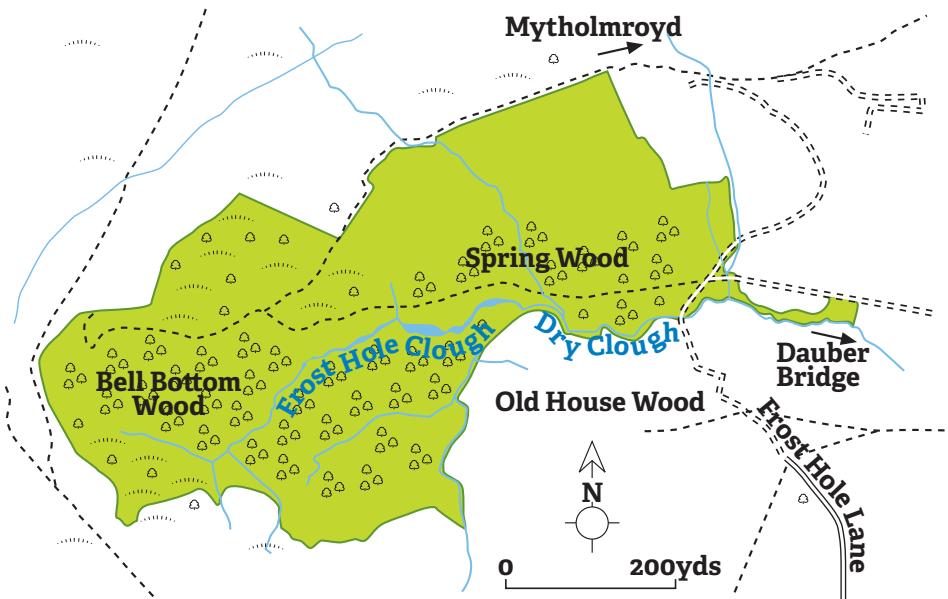 Mytholmroyd
Spring Wood
Frost Hole Clough
Dry Clough
Dauber
Bridge
Bell Bottom
Wood
Old House Wood
Frost Hole Lane
N
0 200yds